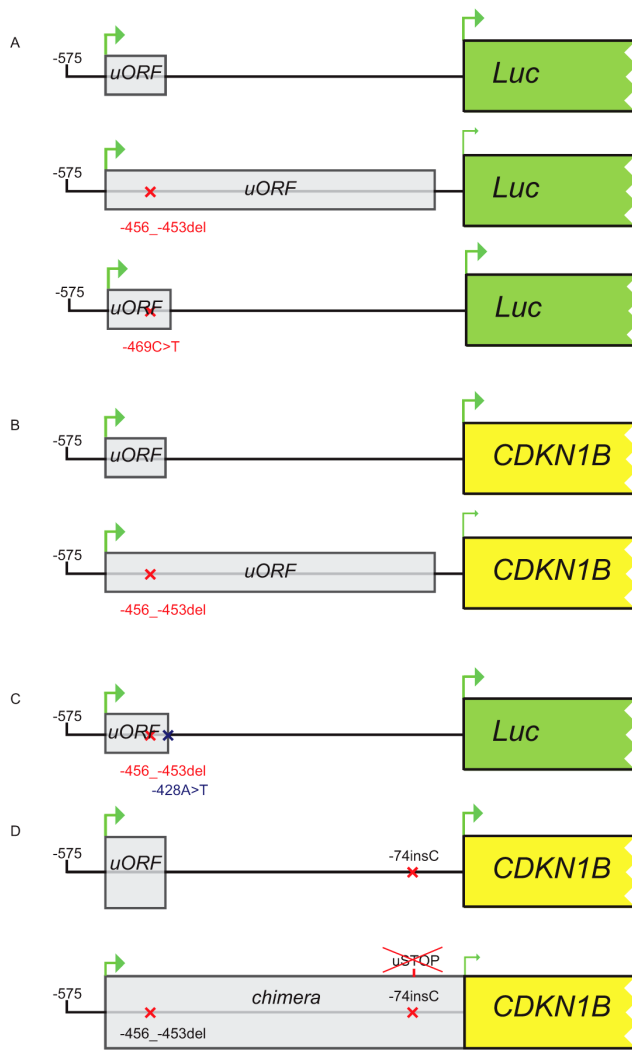 A
-575
uORF
Luc
-575
uORF
Luc
-456_-453del
-575
uORF
Luc
-469C>T
B
-575
uORF
CDKN1B
-575
uORF
CDKN1B
-456_-453del
C
-575
uORF
Luc
-456_-453del
-428A>T
D
-575
uORF
-74insC
CDKN1B
uSTOP
-575
chimera
-74insC
CDKN1B
-456_-453del